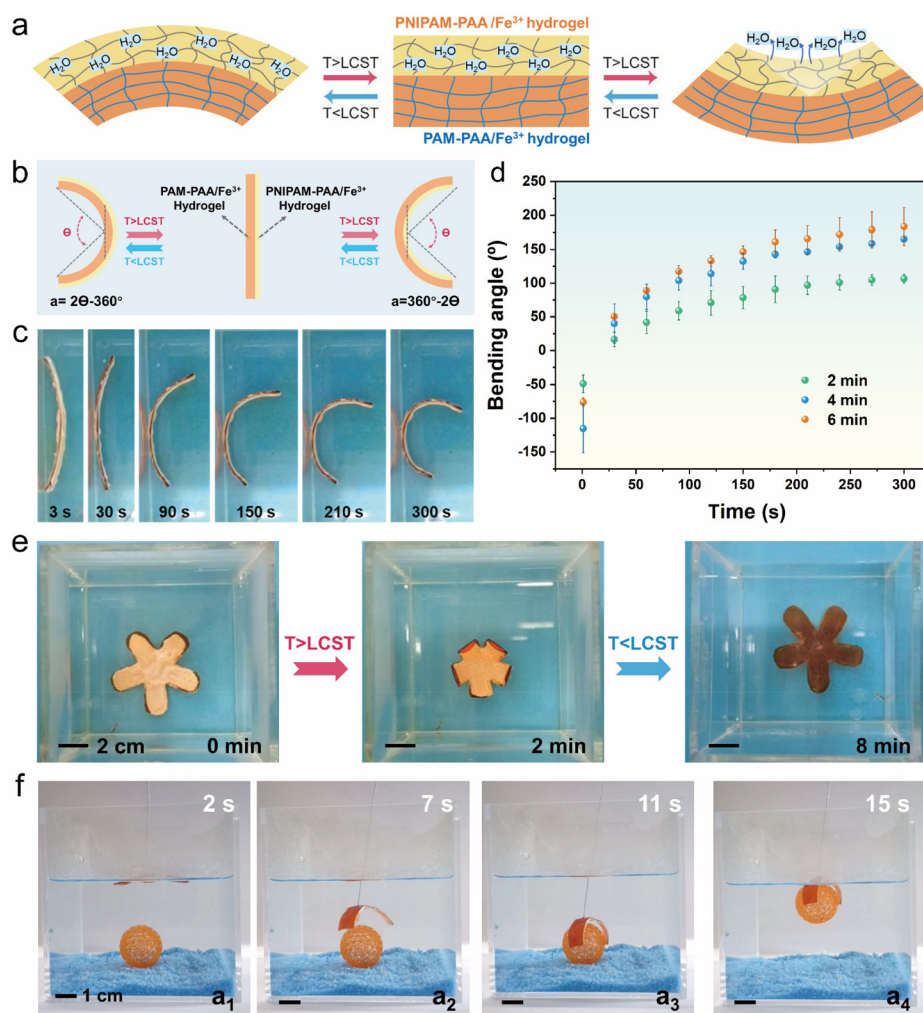 a
PNIPAM-PAA/Fe³⁺ hydrogel
H₂O H₂O H₂O H₂O H₂O H₂O H₂O
T>LCST
T<LCST
H₂O H₂O H₂O H₂O H₂O H₂O
T>LCST
T<LCST
H₂O H₂O H₂O H₂O
PAM-PAA/Fe³⁺ hydrogel
b
Θ
a= 2Θ-360°
T>LCST
T<LCST
PAM-PAA/Fe³⁺
Hydrogel
PNIPAM-PAA/Fe³⁺
Hydrogel
T>LCST
T<LCST
Θ
a=360°-2Θ
c
3 s
30 s
90 s
150 s
210 s
300 s
d
Bending angle (°)
250
200
150
100
50
0
-50
-100
-150
2 min
4 min
6 min
0 50 100 150 200 250 300
Time (s)
e
2 cm
0 min
T>LCST
2 min
T<LCST
8 min
f
2 s
1 cm
a₁
7 s
a₂
11 s
a₃
15 s
a₄